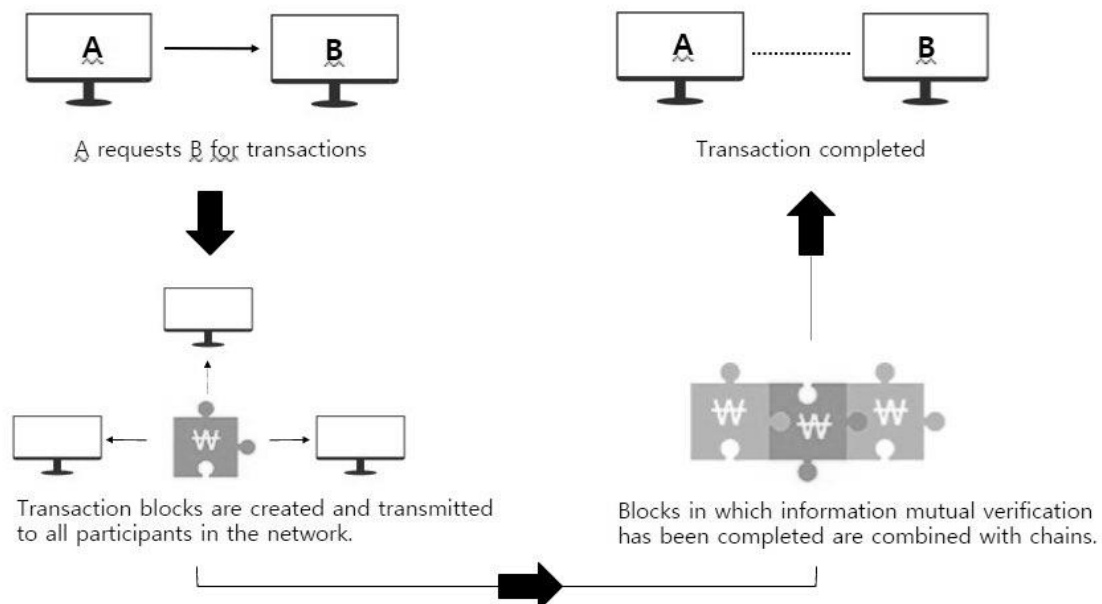 A
B
A requests B for transactions
₩
Transaction blocks are created and transmitted
to all participants in the network.
₩ ₩ ₩
Blocks in which information mutual verification
has been completed are combined with chains.
A
B
Transaction completed